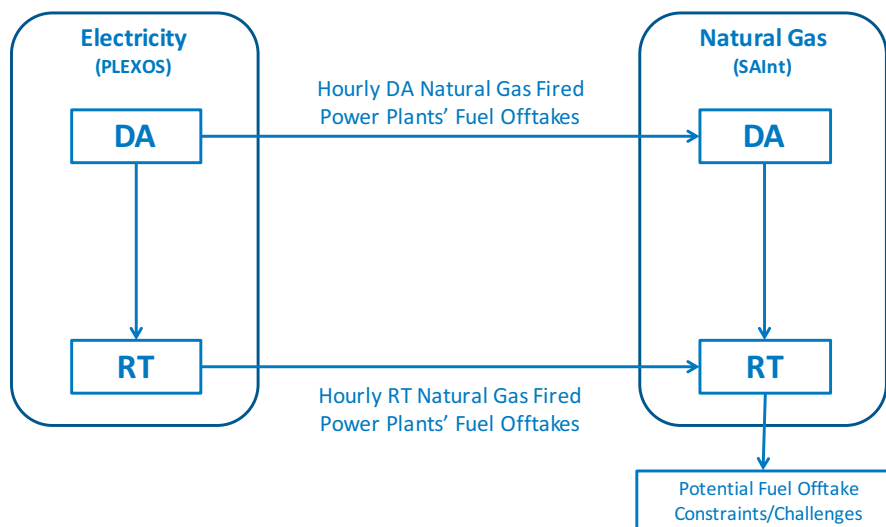 Electricity
(PLEXOS)
Natural Gas
(SAInt)
Hourly DA Natural Gas Fired
Power Plants’ Fuel Offtakes
DA
DA
RT
RT
Hourly RT Natural Gas Fired
Power Plants’ Fuel Offtakes
Potential Fuel Offtake
Constraints/Challenges